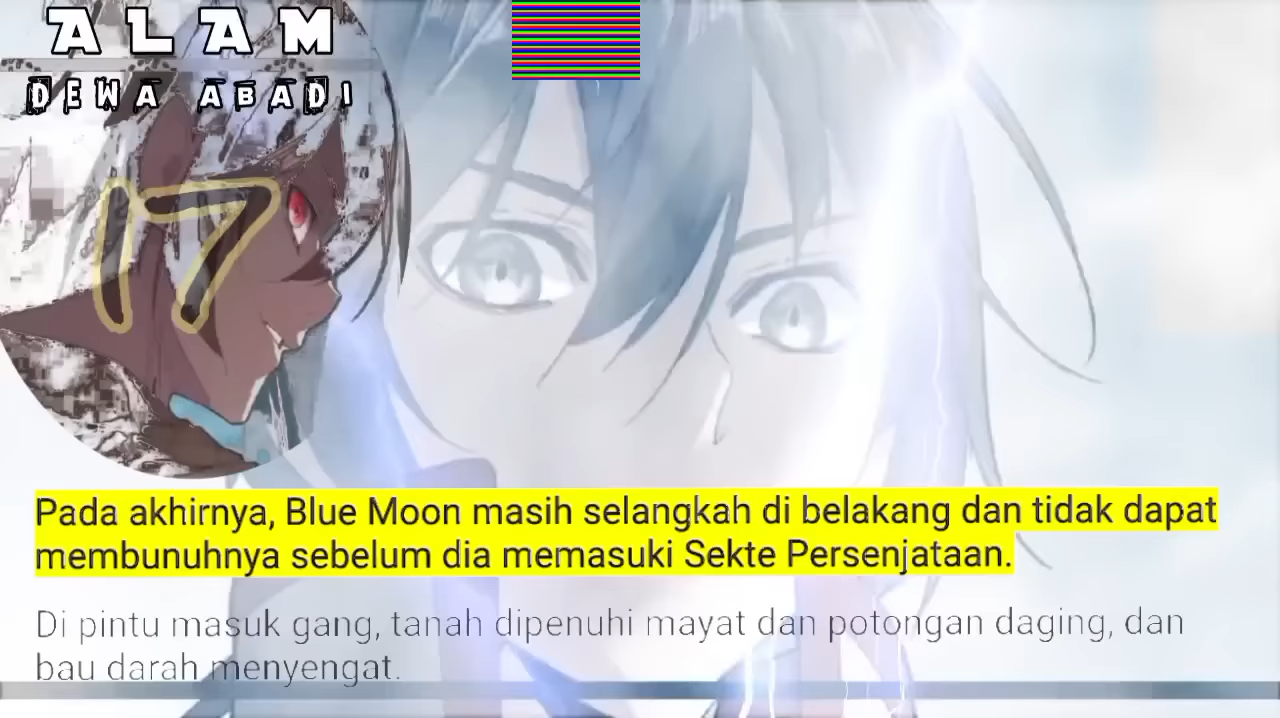 ALAM
DEWA ABADI
17
Pada akhirnya, Blue Moon masih selangkah di belakang dan tidak dapat
membunuhnya sebelum dia memasuki Sekte Persenjataan.
Di pintu masuk gang, tanah dipenuhi mayat dan potongan daging, dan
bau darah menyengat.